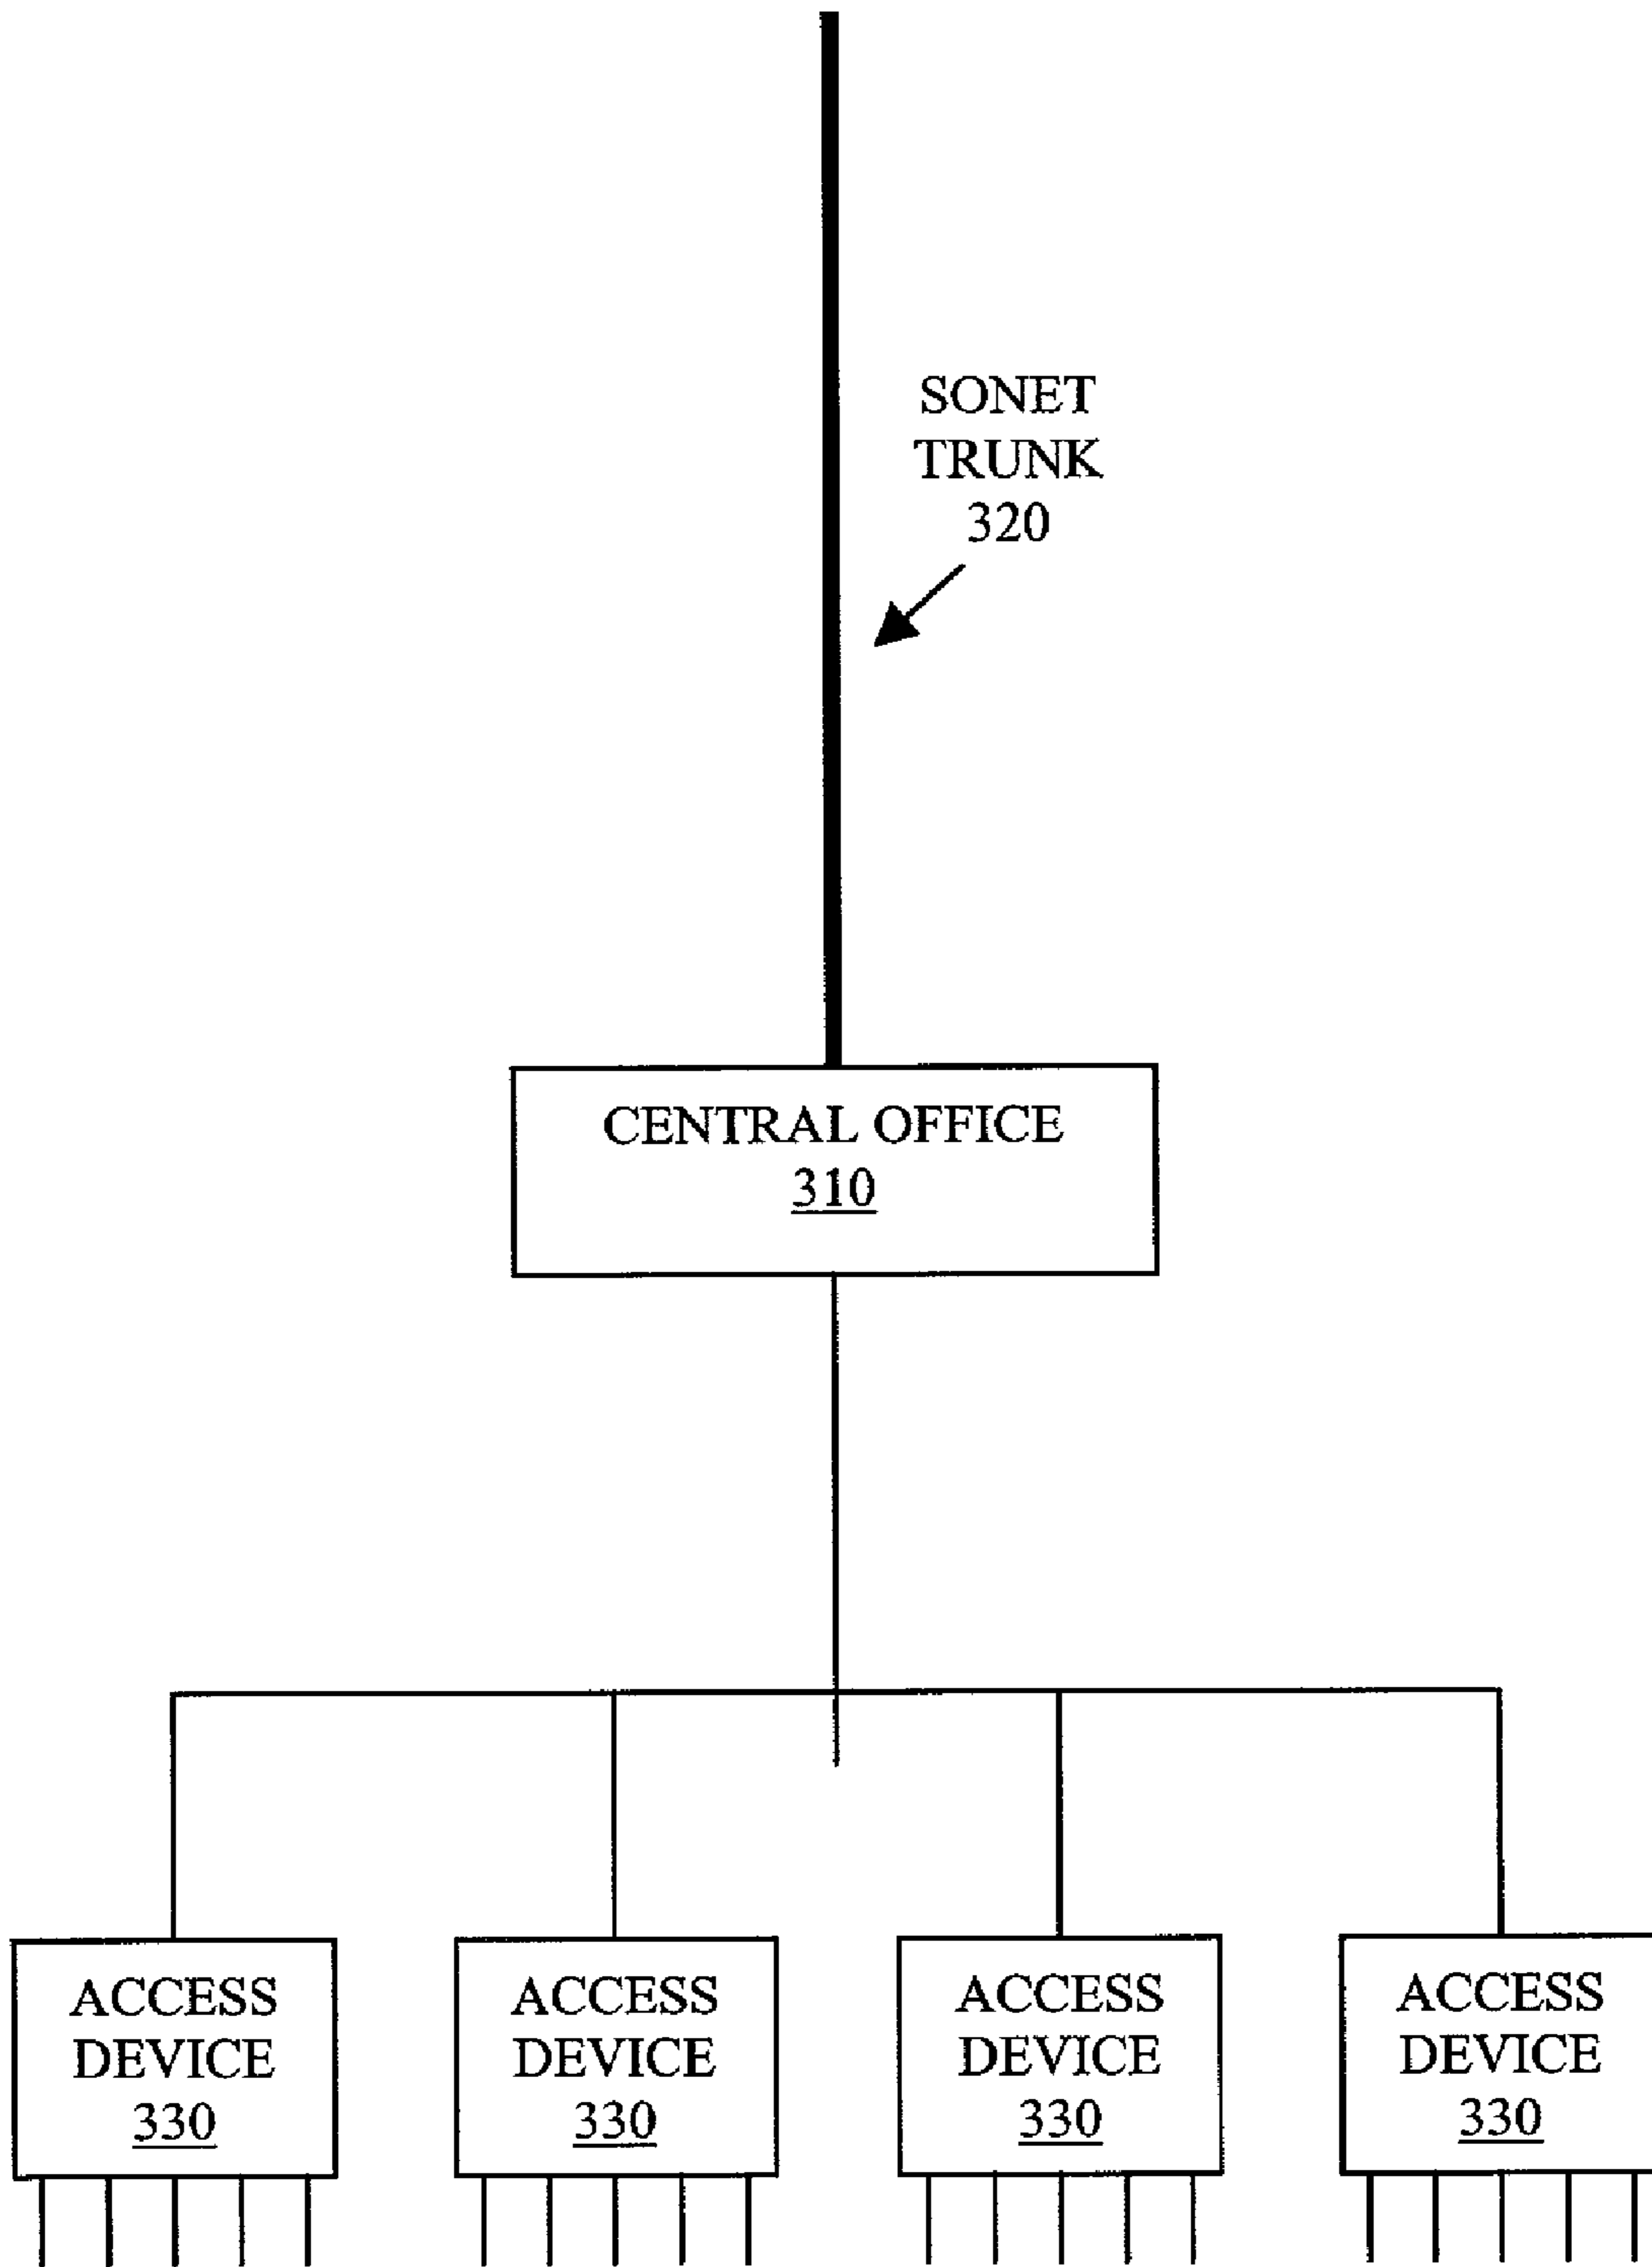 SONET
TRUNK
320
CENTRAL OFFICE
310
ACCESS
DEVICE
330
ACCESS
DEVICE
330
ACCESS
DEVICE
330
ACCESS
DEVICE
330